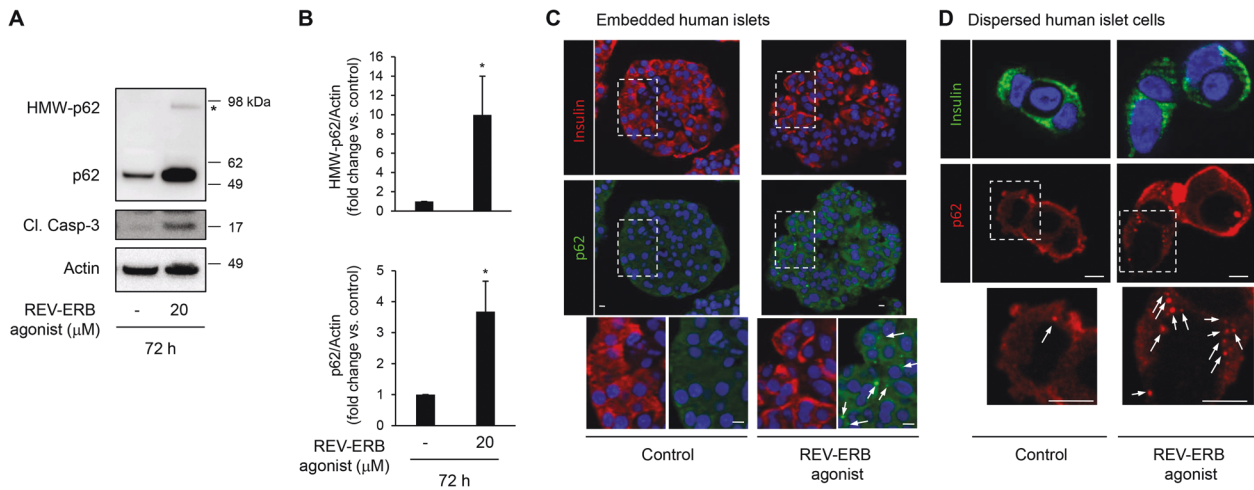 A
HMW-p62
98 kDa
*
p62
62
49
Cl. Casp-3
17
Actin
49
REV-ERB
agonist (μM)
- 20
72 h
B
HMW-p62/Actin
(fold change vs. control)
16
14
12
10
8
6
4
2
0
*
p62/Actin
(fold change vs. control)
5
4
3
2
1
0
*
REV-ERB
agonist (μM)
- 20
72 h
C Embedded human islets
Insulin
p62
Control
REV-ERB
agonist
D Dispersed human islet cells
Insulin
p62
Control
REV-ERB
agonist